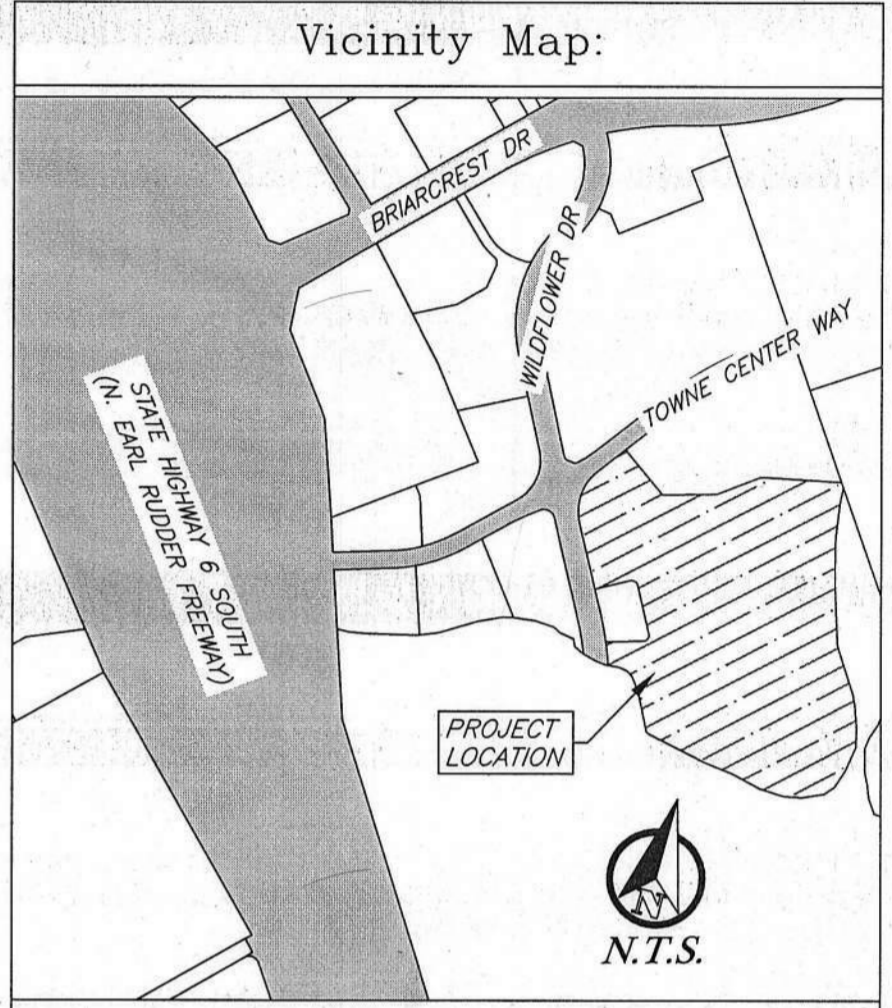 Vicinity Map:
BRIARCREST DR
WILDFLOWER DR
TOWNE CENTER WAY
STATE HIGHWAY 6 SOUTH
(N. EARL RUDDER FREEWAY)
PROJECT
LOCATION
N
N.T.S.